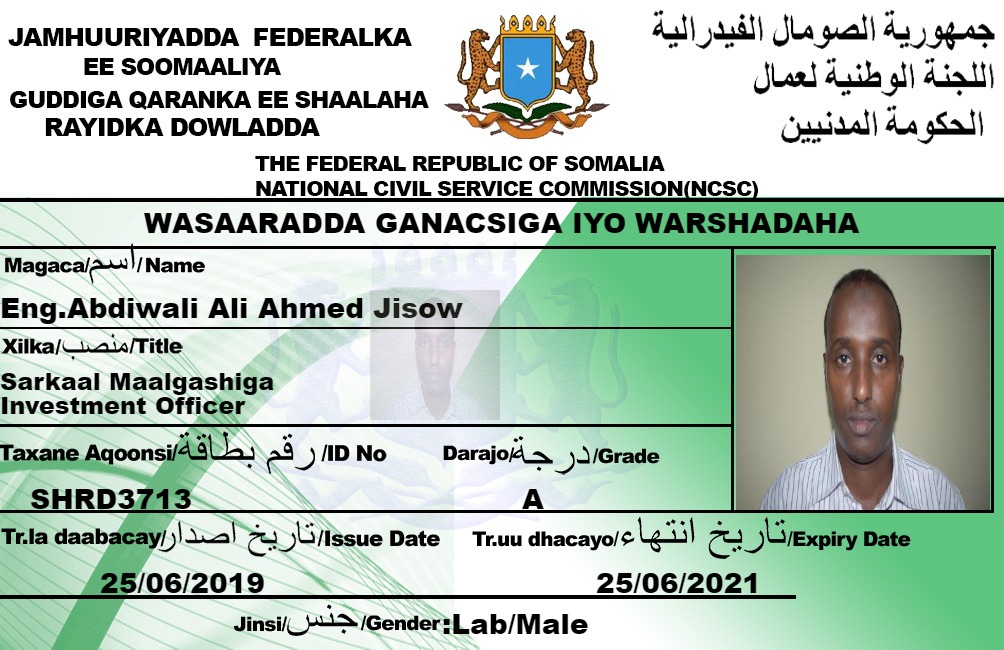 JAMHUURIYADDA FEDERALKA
EE SOOMAALIYA
GUDDIGA QARANKA EE SHAALAHA
RAYIDKA DOWLADDA
جمهورية الصومال الفيدرالية
اللجنة الوطنية لعمال
الحكومة المدنيين
THE FEDERAL REPUBLIC OF SOMALIA
NATIONAL CIVIL SERVICE COMMISSION(NCSC)
WASAARADDA GANACSIGA IYO WARSHADAHA
Magaca/اسم/Name
Eng.Abdiwali Ali Ahmed Jisow
Xilka/منصب/Title
Sarkaal Maalgashiga
Investment Officer
Taxane Aqoonsi/رقم بطاقة/ID No
Darajo/درجة/Grade
SHRD3713
A
Tr.la daabacay/تاريخ اصدار/Issue Date
Tr.uu dhacayo/تاريخ انتهاء/Expiry Date
25/06/2019
25/06/2021
Jinsi/جنس/Gender:Lab/Male